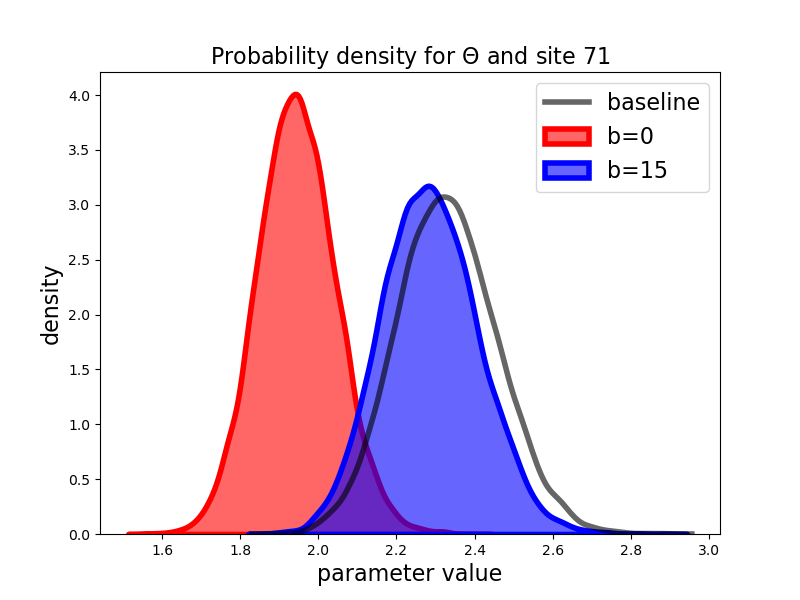 Probability density for Θ and site 71
baseline
b=0
b=15
4.0
3.5
3.0
2.5
2.0
1.5
1.0
0.5
0.0
density
1.6 1.8 2.0 2.2 2.4 2.6 2.8 3.0
parameter value